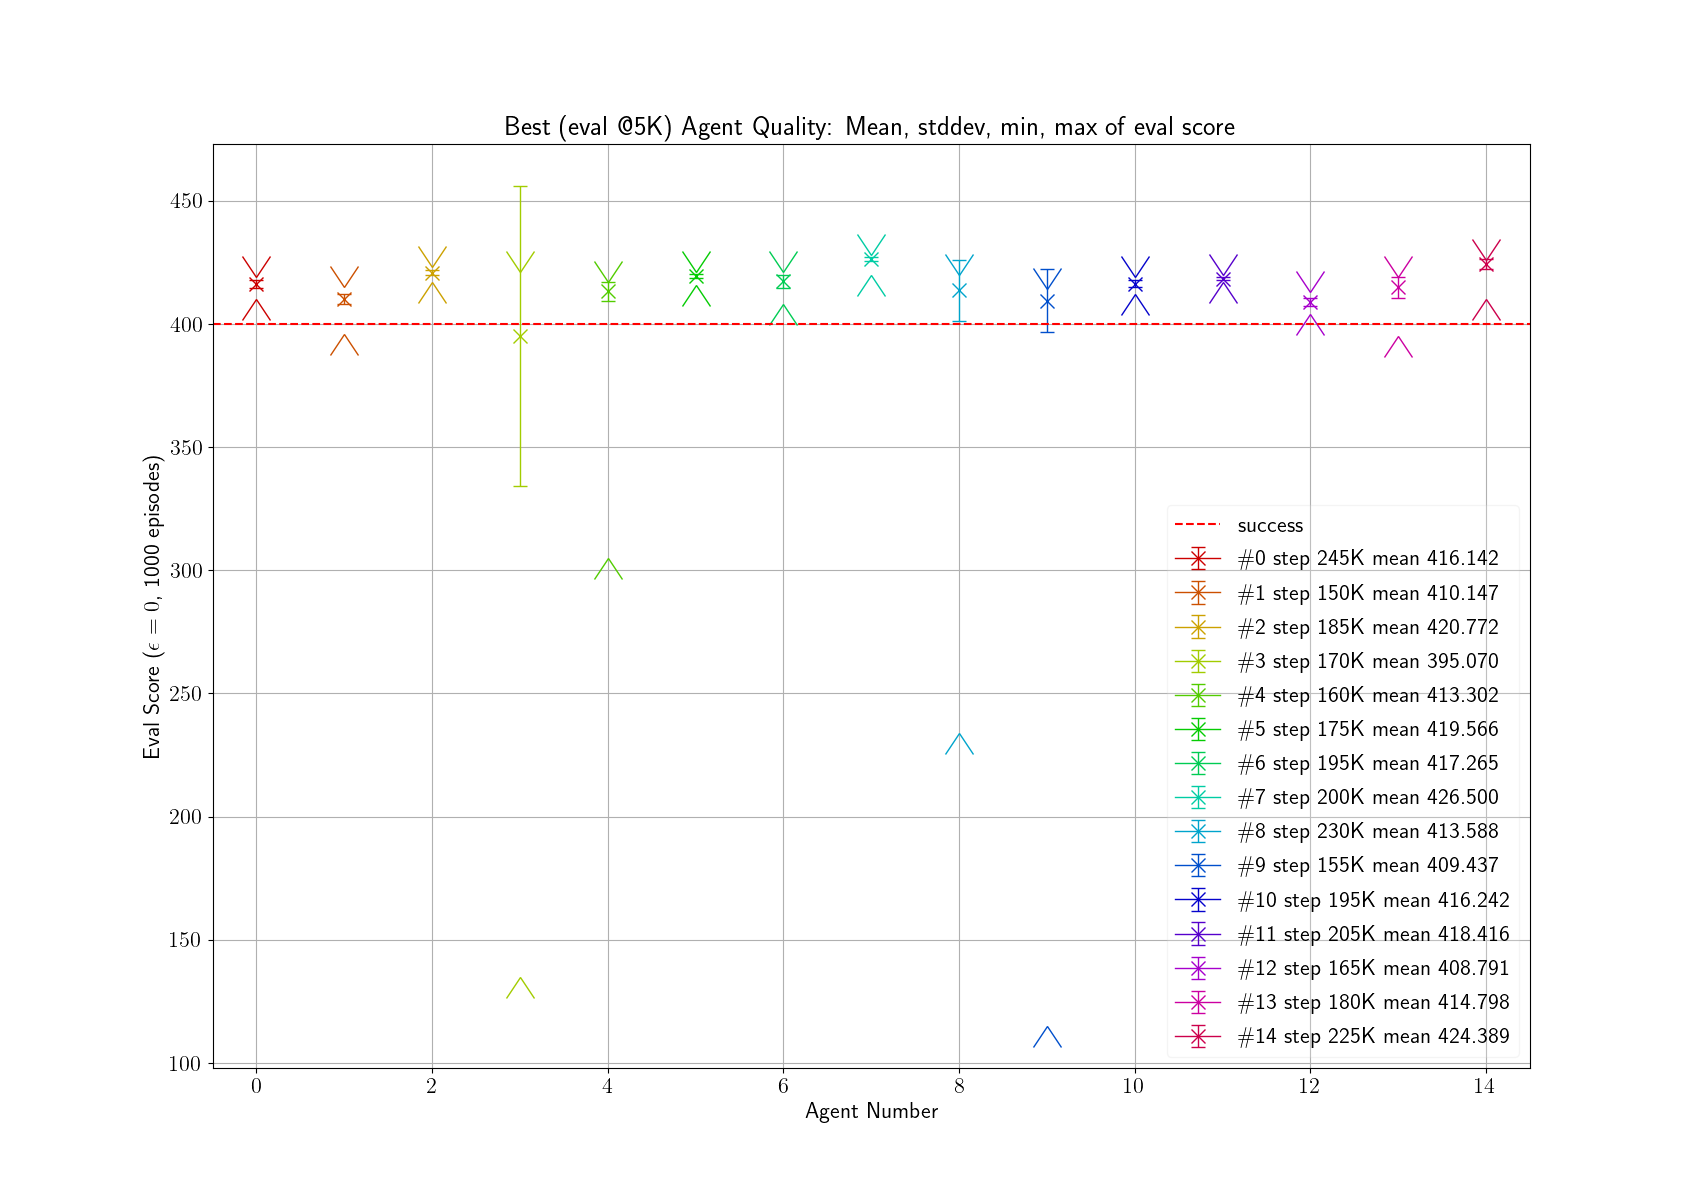 Best (eval @5K) Agent Quality: Mean, stddev, min, max of eval score
Eval Score (ϵ = 0, 1000 episodes)
450
400
350
300
250
200
150
100
0 2 4 6 8 10 12 14
Agent Number
success
#0 step 245K mean 416.142
#1 step 150K mean 410.147
#2 step 185K mean 420.772
#3 step 170K mean 395.070
#4 step 160K mean 413.302
#5 step 175K mean 419.566
#6 step 195K mean 417.265
#7 step 200K mean 426.500
#8 step 230K mean 413.588
#9 step 155K mean 409.437
#10 step 195K mean 416.242
#11 step 205K mean 418.416
#12 step 165K mean 408.791
#13 step 180K mean 414.798
#14 step 225K mean 424.389